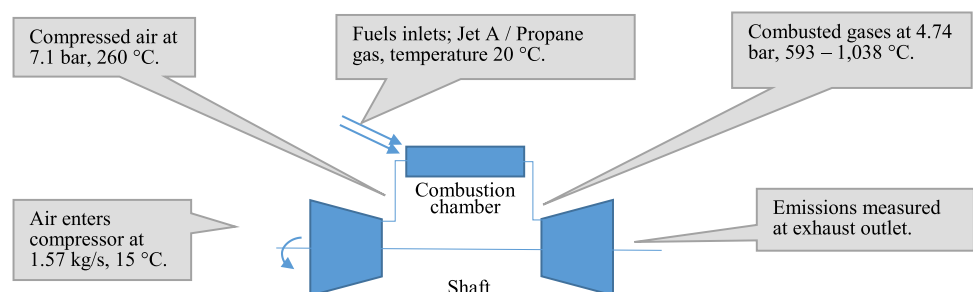 Compressed air at
7.1 bar, 260 °C.
Fuels inlets; Jet A / Propane
gas, temperature 20 °C.
Combusted gases at 4.74
bar, 593 – 1,038 °C.
Combustion
chamber
Air enters
compressor at
1.57 kg/s, 15 °C.
Emissions measured
at exhaust outlet.
Shaft